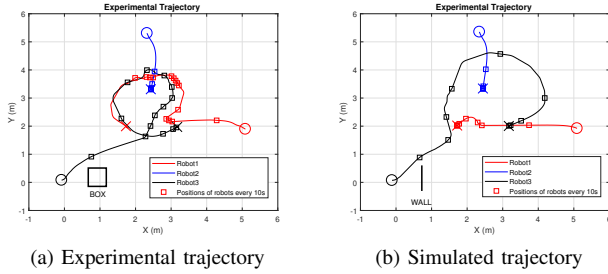 Experimental Trajectory
6
5
4
3
2
1
0
-1
Y (m)
BOX
Robot1
Robot2
Robot3
Positions of robots every 10s
-1 0 1 2 3 4 5 6
X (m)
(a) Experimental trajectory
Experimental Trajectory
6
5
4
3
2
1
0
-1
Y (m)
WALL
Robot1
Robot2
Robot3
Positions of robots every 10s
-1 0 1 2 3 4 5 6
X (m)
(b) Simulated trajectory